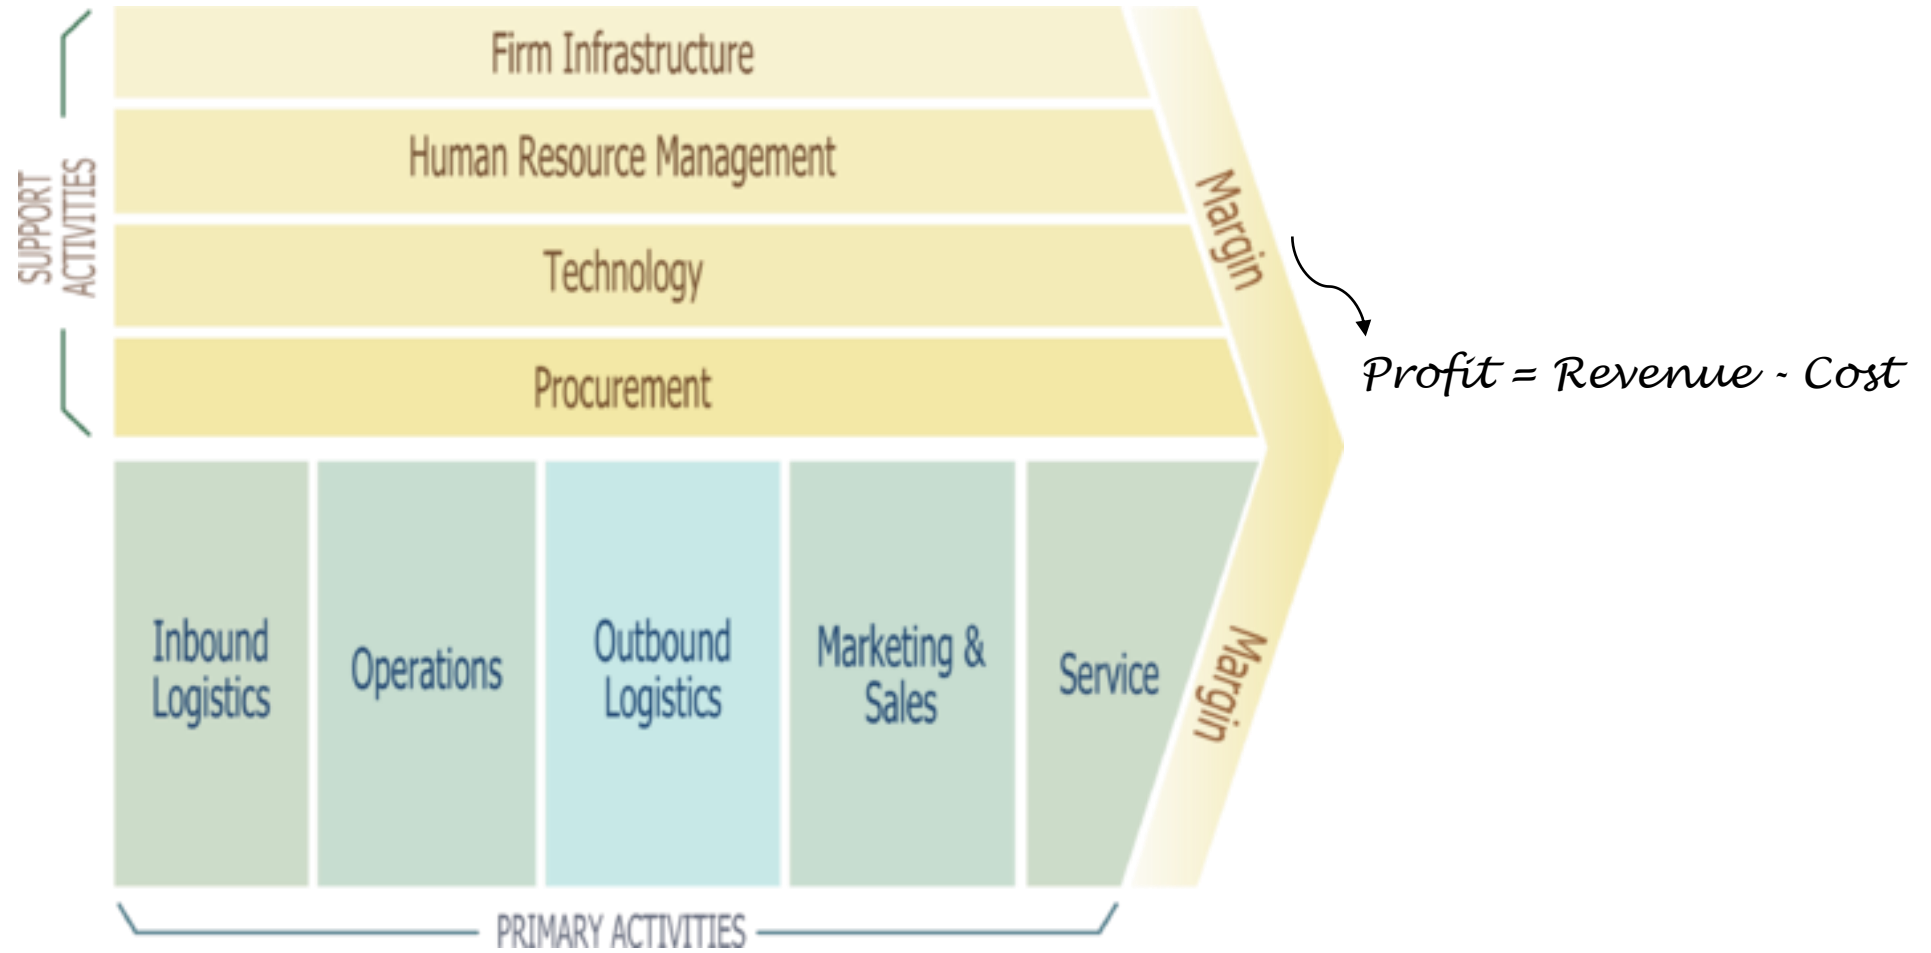 Firm Infrastructure
Human Resource Management
Technology
Procurement
SUPPORT
ACTIVITIES
Margin
Profit = Revenue - Cost
Inbound
Logistics
Operations
Outbound
Logistics
Marketing &
Sales
Service
Margin
PRIMARY ACTIVITIES